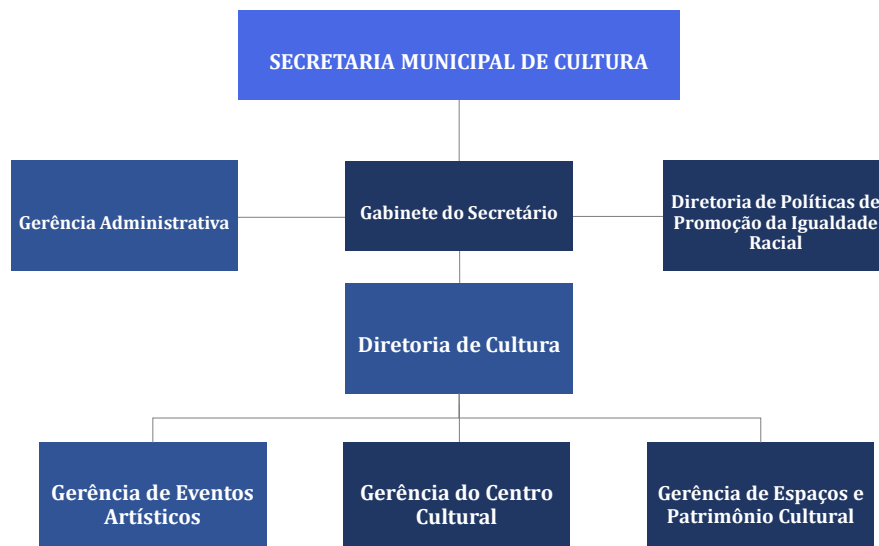 SECRETARIA MUNICIPAL DE CULTURA
Gerência Administrativa
Gabinete do Secretário
Diretoria de Políticas de
Promoção da Igualdade
Racial
Diretoria de Cultura
Gerência de Eventos
Artísticos
Gerência do Centro
Cultural
Gerência de Espaços e
Patrimônio Cultural